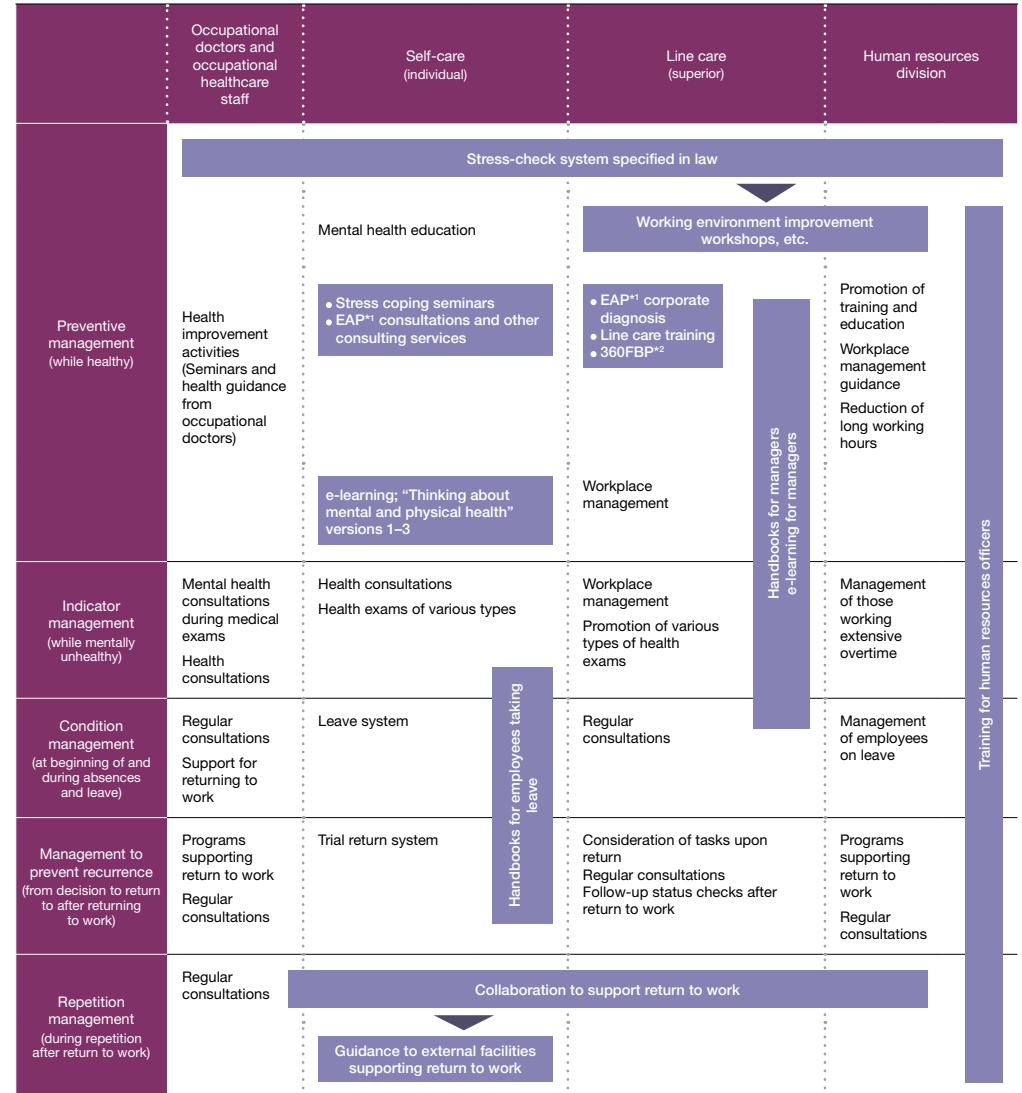 Occupational
doctors and
occupational
healthcare
staff
Self-care
(individual)
Line care
(superior)
Human resources
division
Preventive
management
(while healthy)
Stress-check system specified in law
Health
improvement
activities
(Seminars and
health guidance
from
occupational
doctors)
Mental health education
● Stress coping seminars
● EAP*1 consultations and other
consulting services
e-learning; “Thinking about
mental and physical health”
versions 1–3
Working environment improvement
workshops, etc.
● EAP*1 corporate
diagnosis
● Line care training
● 360FBP*2
Workplace
management
Handbooks for managers
e-learning for managers
Promotion of
training and
education
Workplace
management
guidance
Reduction of
long working
hours
Training for human resources officers
Indicator
management
(while mentally
unhealthy)
Mental health
consultations
during medical
exams
Health
consultations
Health consultations
Health exams of various types
Workplace
management
Promotion of various
types of health
exams
Management
of those
working
extensive
overtime
Condition
management
(at beginning of and
during absences
and leave)
Regular
consultations
Support for
returning to
work
Leave system
Handbooks for employees taking
leave
Regular
consultations
Management
of employees
on leave
Management to
prevent recurrence
(from decision to return
to after returning
to work)
Programs
supporting
return to work
Regular
consultations
Trial return system
Consideration of tasks upon
return
Regular consultations
Follow-up status checks after
return to work
Programs
supporting
return to
work
Regular
consultations
Repetition
management
(during repetition
after return to work)
Regular
consultations
Collaboration to support return to work
Guidance to external facilities
supporting return to work